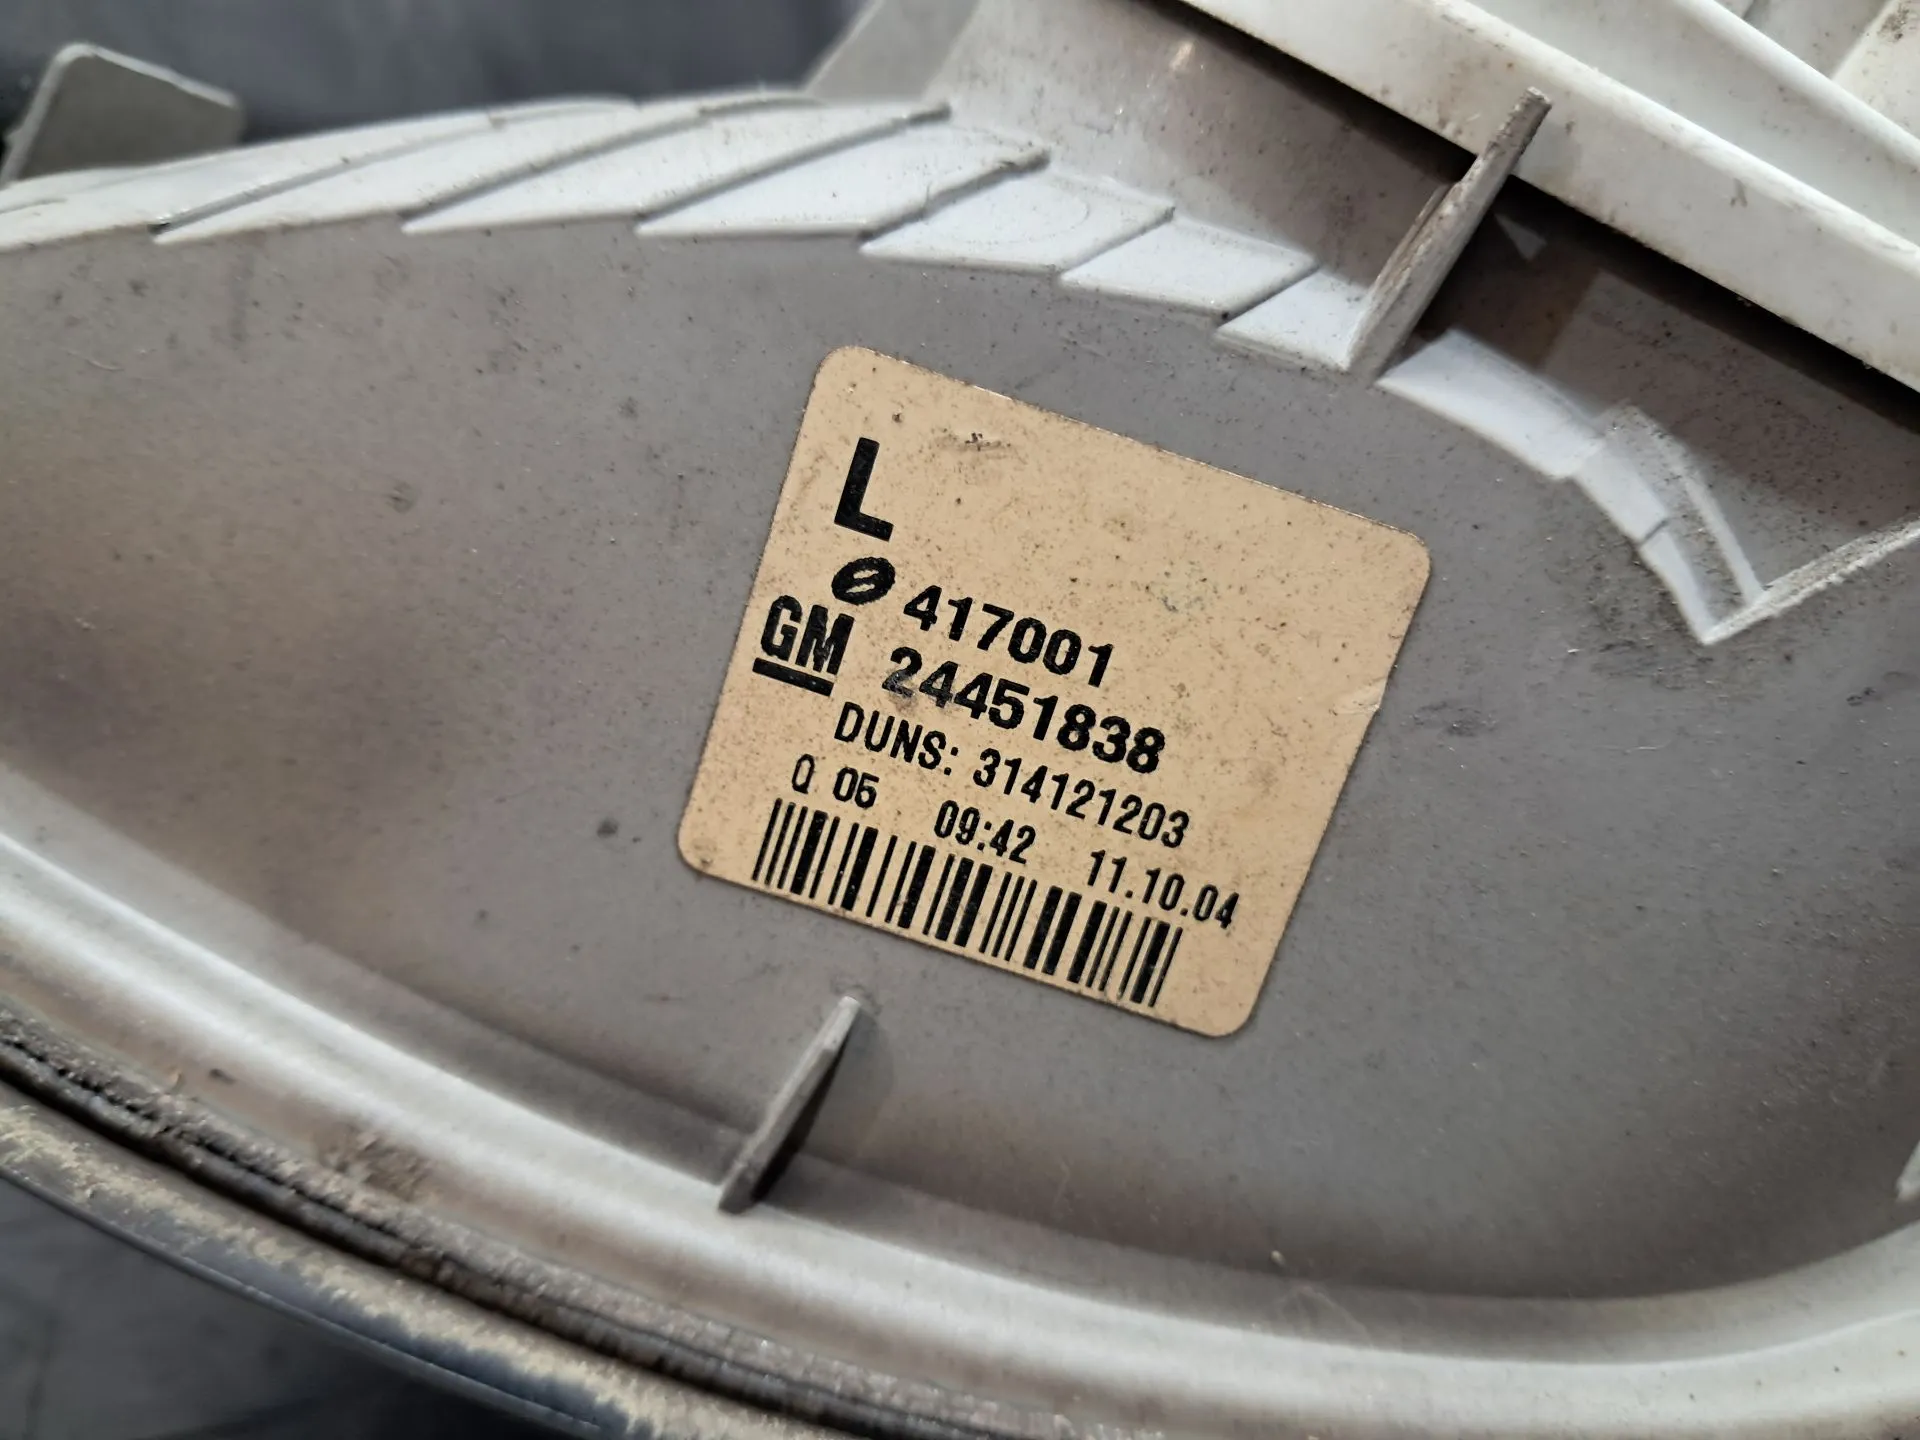 L
417001
GM 24451838
DUNS: 314121203
Q 05 09:42 11.10.04